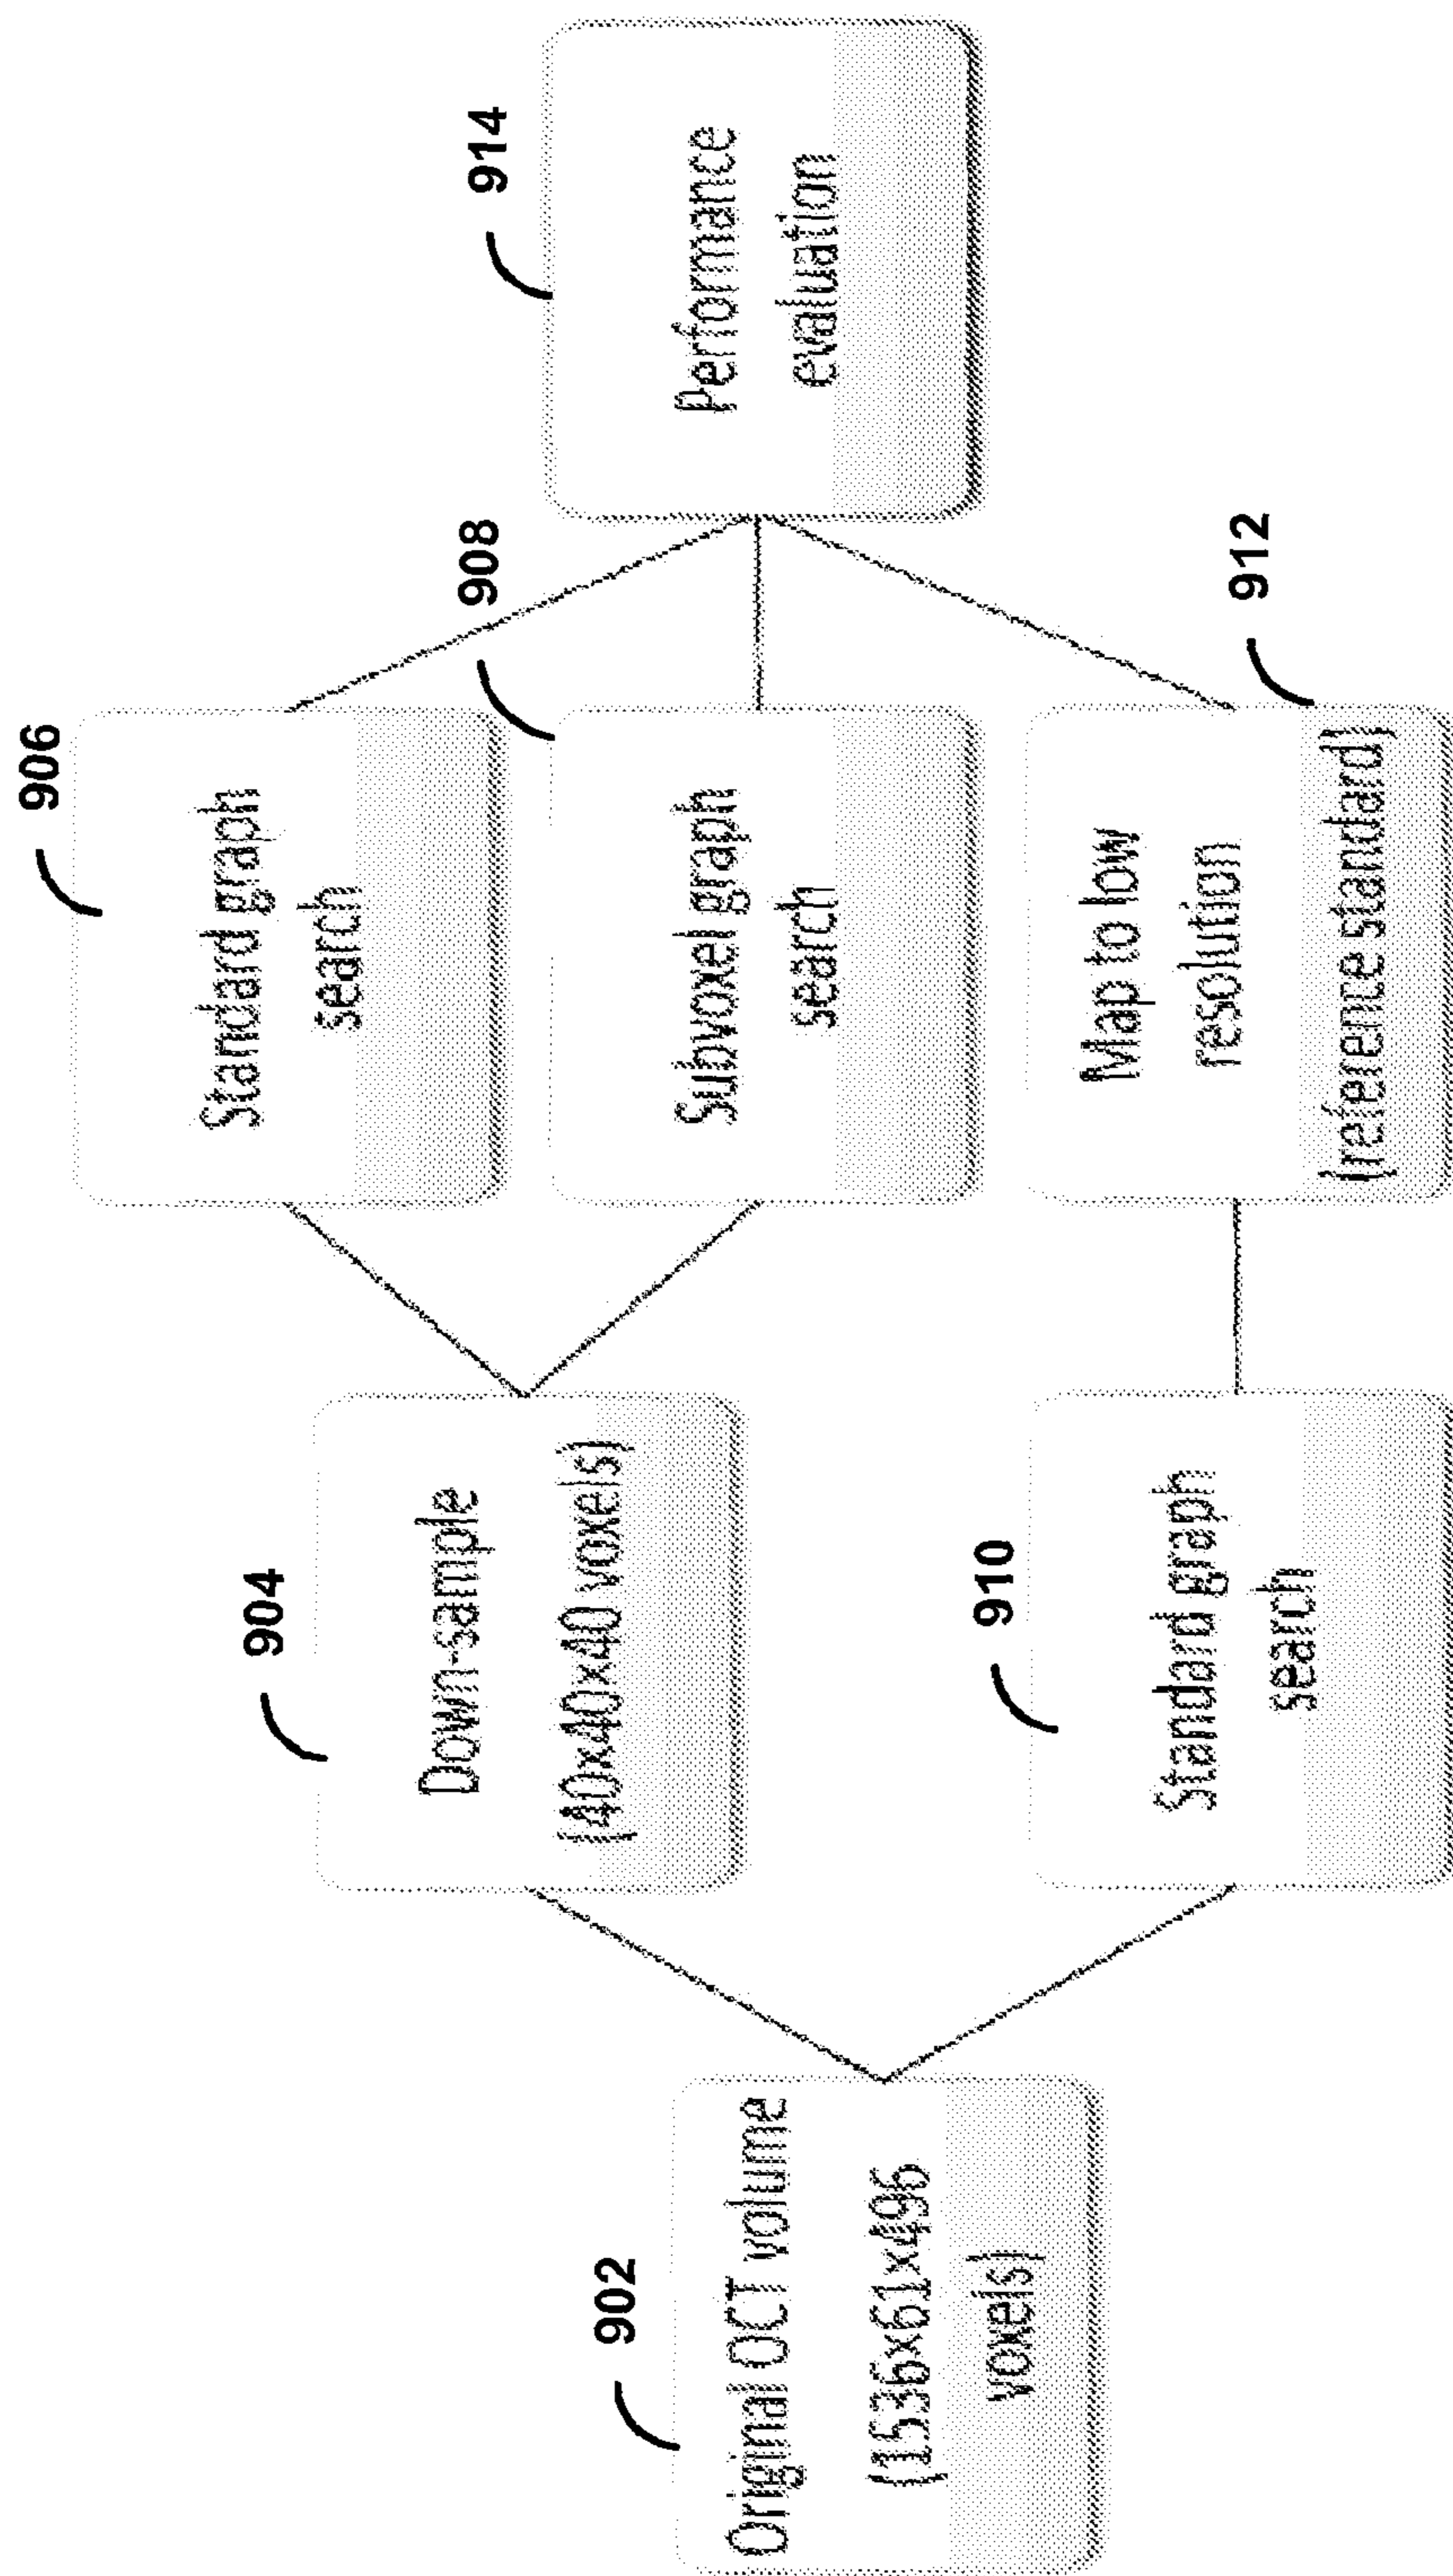 902
Original OCT volume
(1536x61x496
voxels)
904
Down-sample
(40x40x40 voxels)
906
Standard graph
search
908
Subvoxel graph
search
910
Standard graph
search
912
Map to low
resolution
(reference standard)
914
Performance
evaluation